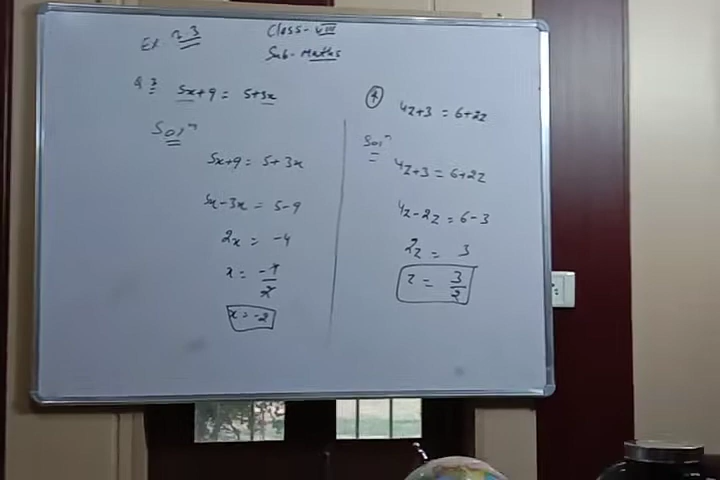 Ex 2.3
Class-VIII
Sub-Maths
Q 3 5x+9 = 5+3x
Solⁿ
5x+9 = 5+3x
5x-3x = 5-9
2x = -4
x = -4/2
x = -2
4 4z+3 = 6+2z
Solⁿ
4z+3 = 6+2z
4z-2z = 6-3
2z = 3
z = 3/2